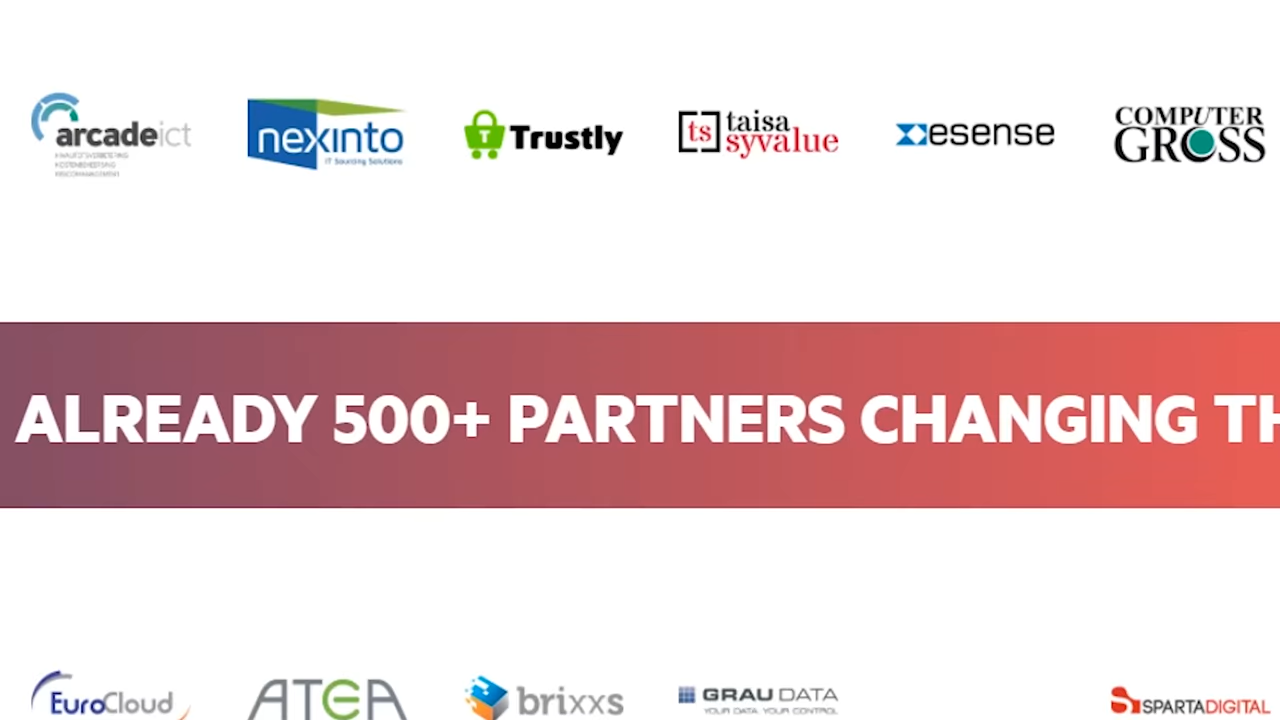 arcadeict
nexinto
IT Sourcing Solutions
T
Trustly
ts
taisa
syvalue
esense
COMPUTER
GROSS
ALREADY 500+ PARTNERS CHANGING TH
EuroCloud
ATEA
brixxs
GRAU DATA
YOUR DATA. YOUR CONTROL
SPARTADIGITAL